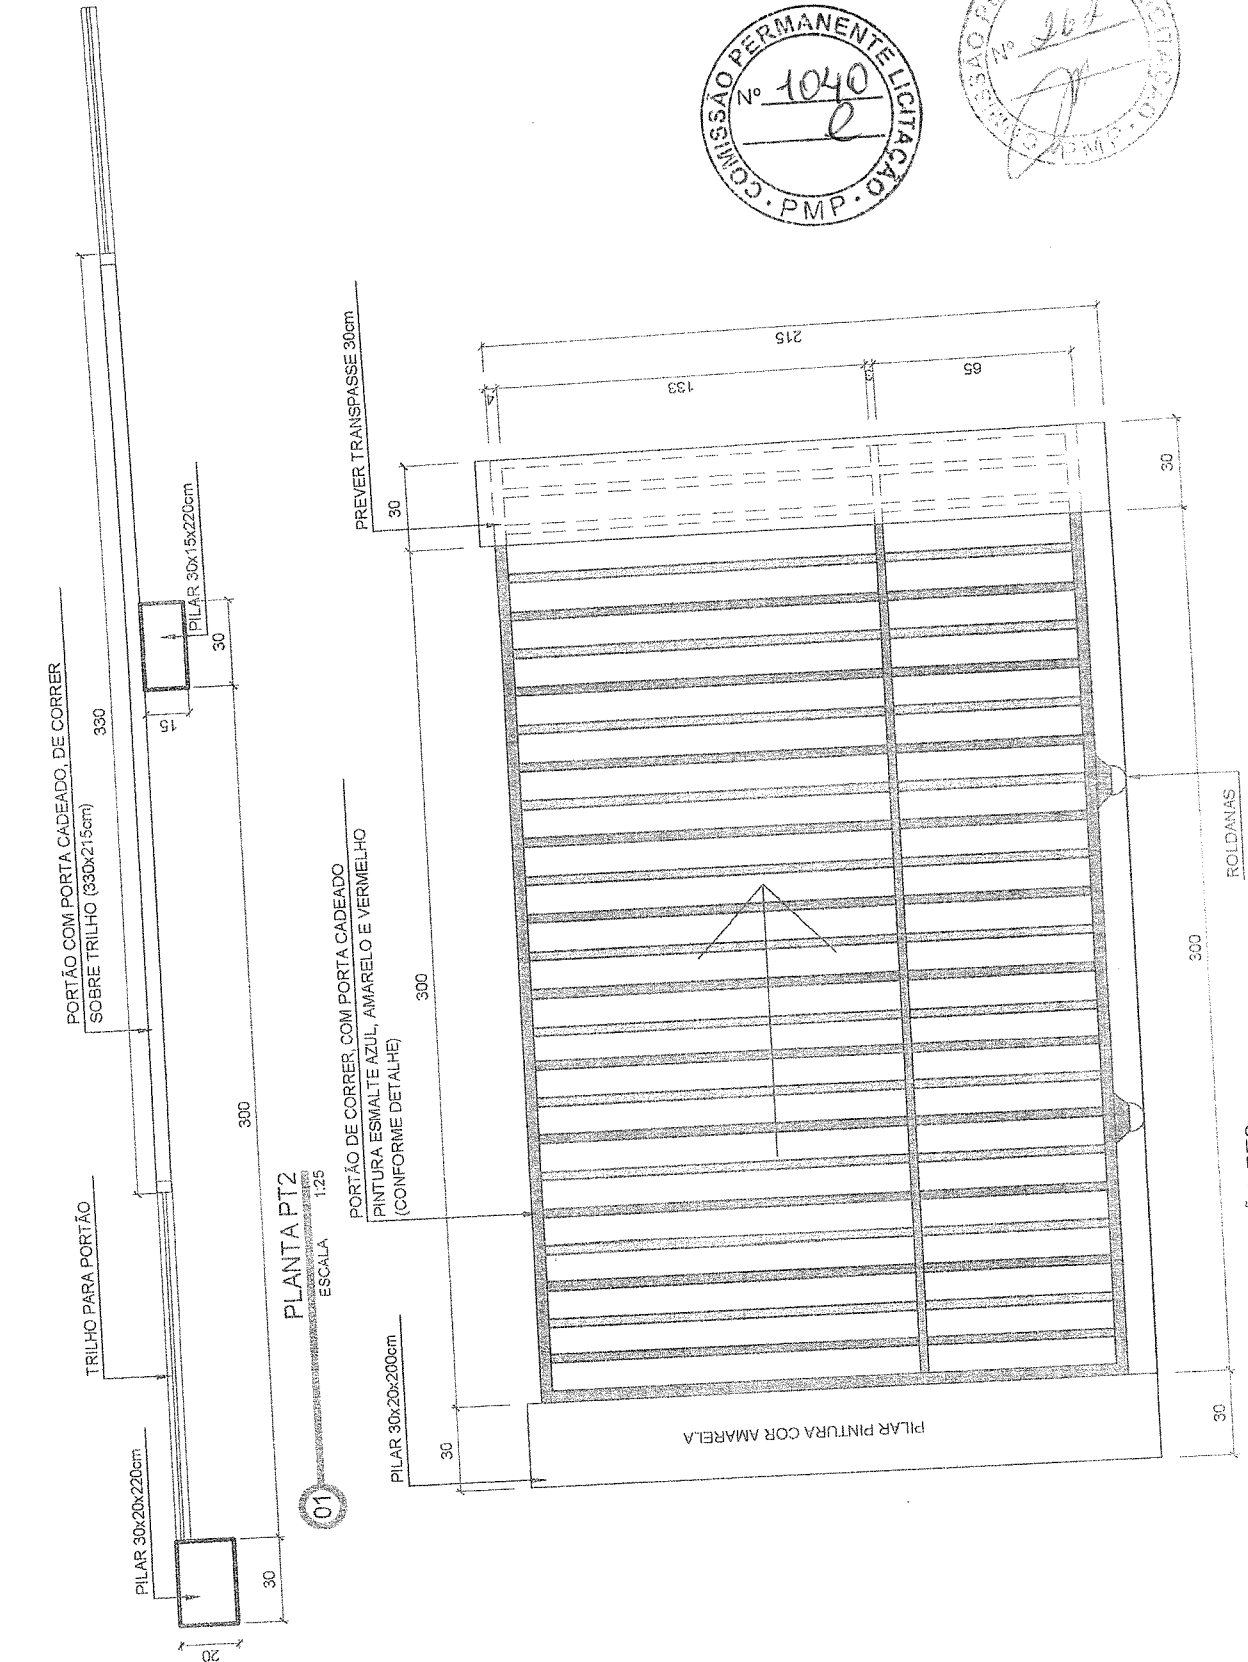 PILAR 30x20x220cm
TRILHO PARA PORTÃO
PORTÃO COM PORTA CADEADO, DE CORRER
SOBRE TRILHO (330x215cm)
330
PILAR 30x15x220cm
20
30
300
15
30
01
PLANTA PT2
ESCALA 1:25
PILAR 30x20x200cm
PORTÃO DE CORRER, COM PORTA CADEADO
PINTURA ESMALTE AZUL, AMARELO E VERMELHO
(CONFORME DETALHE)
PREVER TRANSPASSE 30cm
30
300
30
PILAR PINTURA COR AMARELA
4
133
65
215
30
300
30
ROLDANAS
COMISSÃO PERMANENTE LICITAÇÃO
Nº 1040
PMP
Nº
PMP